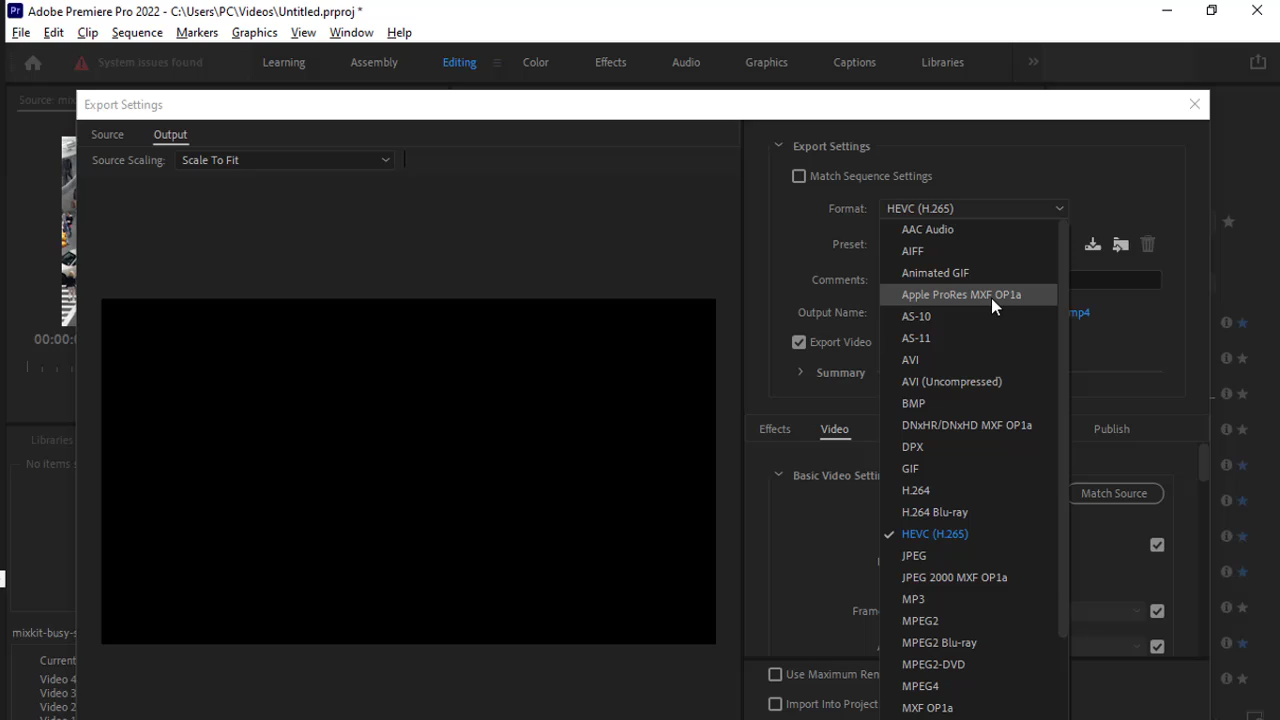 Adobe Premiere Pro 2022 - C:\Users\PC\Videos\Untitled.prproj *
File Edit Clip Sequence Markers Graphics View Window Help
System issues found
Learning Assembly Editing Color Effects Audio Graphics Captions Libraries
Source: mix
Export Settings
Source Output
Source Scaling: Scale To Fit
Export Settings
Match Sequence Settings
Format: HEVC (H.265)
Preset:
Comments:
Output Name: mp4
Export Video
Summary
AAC Audio
AIFF
Animated GIF
Apple ProRes MXF OP1a
AS-10
AS-11
AVI
AVI (Uncompressed)
BMP
DNxHR/DNxHD MXF OP1a
DPX
GIF
H.264
H.264 Blu-ray
HEVC (H.265)
JPEG
JPEG 2000 MXF OP1a
MP3
MPEG2
MPEG2 Blu-ray
MPEG2-DVD
MPEG4
MXF OP1a
Effects Video Publish
Basic Video Setti
Match Source
Fram
Use Maximum Ren
Import Into Project
00:00:
Libraries
No items s
mixkit-busy-s
Current
Video 4
Video 3
Video 2